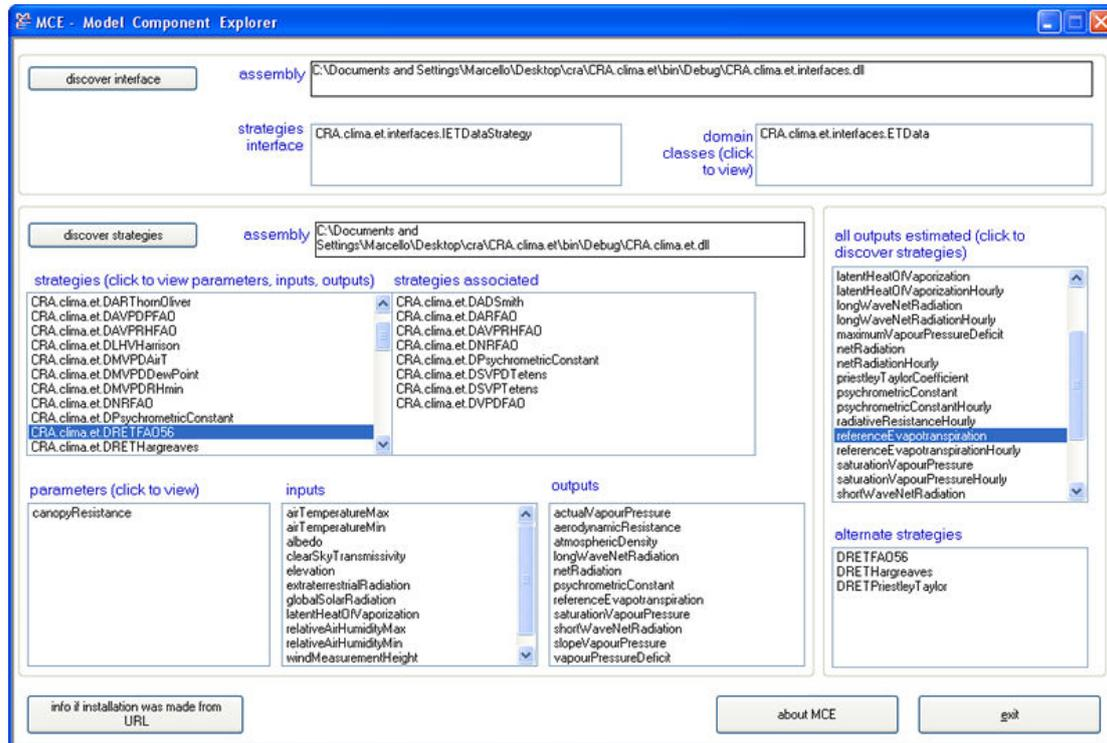 MCE - Model Component Explorer
discover interface
assembly
C:\Documents and Settings\Marcello\Desktop\cra\CRA.clima.et\bin\Debug\CRA.clima.et.interfaces.dll
strategies
interface
CRA.clima.et.interfaces.IETDataStrategy
domain
classes (click
to view)
CRA.clima.et.interfaces.ETData
discover strategies
assembly
C:\Documents and
Settings\Marcello\Desktop\cra\CRA.clima.et\bin\Debug\CRA.clima.et.dll
strategies (click to view parameters, inputs, outputs)
CRA.clima.et.DARThornOliver
CRA.clima.et.DAVPDPFAO
CRA.clima.et.DAVPRHFAO
CRA.clima.et.DLHVHarrison
CRA.clima.et.DMVPDAirT
CRA.clima.et.DMVPDDewPoint
CRA.clima.et.DMVPDRHmin
CRA.clima.et.DNRFAO
CRA.clima.et.DPsychrometricConstant
CRA.clima.et.DRETFAO56
CRA.clima.et.DRETHargreaves
strategies associated
CRA.clima.et.DADSmith
CRA.clima.et.DARFAO
CRA.clima.et.DAVPRHFAO
CRA.clima.et.DNRFAO
CRA.clima.et.DPsychrometricConstant
CRA.clima.et.DSVPDTetens
CRA.clima.et.DSVPTetens
CRA.clima.et.DVPDFAO
parameters (click to view)
canopyResistance
inputs
airTemperatureMax
airTemperatureMin
albedo
clearSkyTransmissivity
elevation
extraterrestrialRadiation
globalSolarRadiation
latentHeatOfVaporization
relativeAirHumidityMax
relativeAirHumidityMin
windMeasurementHeight
outputs
actualVapourPressure
aerodynamicResistance
atmosphericDensity
longWaveNetRadiation
netRadiation
psychrometricConstant
referenceEvapotranspiration
saturationVapourPressure
shortWaveNetRadiation
slopeVapourPressure
vapourPressureDeficit
all outputs estimated (click to
discover strategies)
latentHeatOfVaporization
latentHeatOfVaporizationHourly
longWaveNetRadiation
longWaveNetRadiationHourly
maximumVapourPressureDeficit
netRadiation
netRadiationHourly
priestleyTaylorCoefficient
psychrometricConstant
psychrometricConstantHourly
radiativeResistanceHourly
referenceEvapotranspiration
referenceEvapotranspirationHourly
saturationVapourPressure
saturationVapourPressureHourly
shortWaveNetRadiation
alternate strategies
DRETFAO56
DRETHargreaves
DRETPriestleyTaylor
info if installation was made from
URL
about MCE
exit